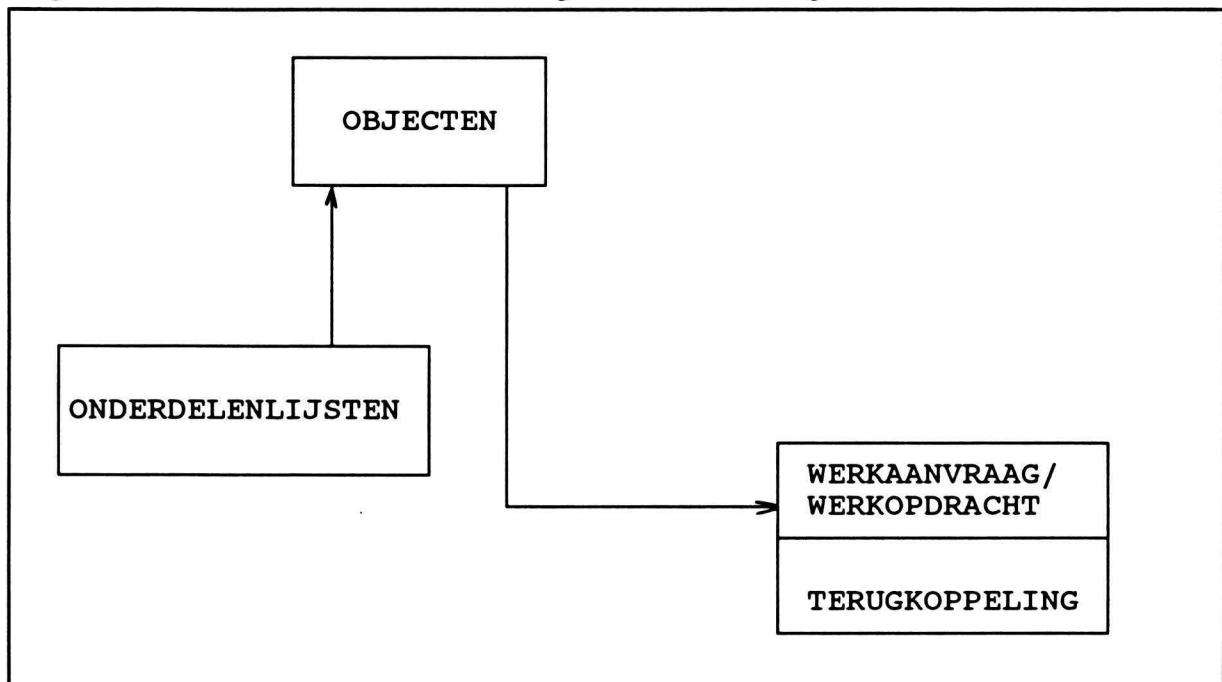 OBJECTEN
ONDERDELENLIJSTEN
WERKAANVRAAG/
WERKOPDRACHT
TERUGKOPPELING